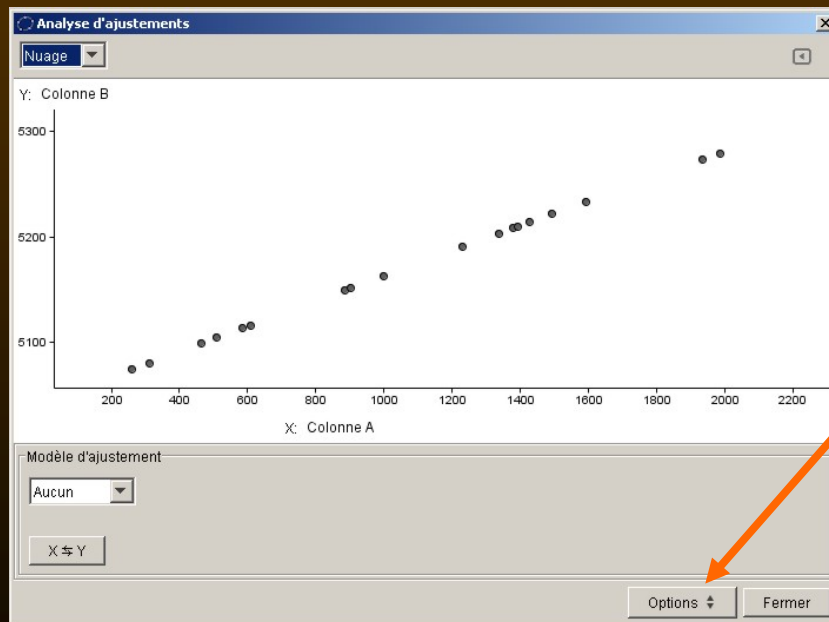 Analyse d'ajustements
Nuage
Y: Colonne B
5300
5200
5100
200 400 600 800 1000 1200 1400 1600 1800 2000 2200
X: Colonne A
Modèle d'ajustement
Aucun
X ⇆ Y
Options
Fermer